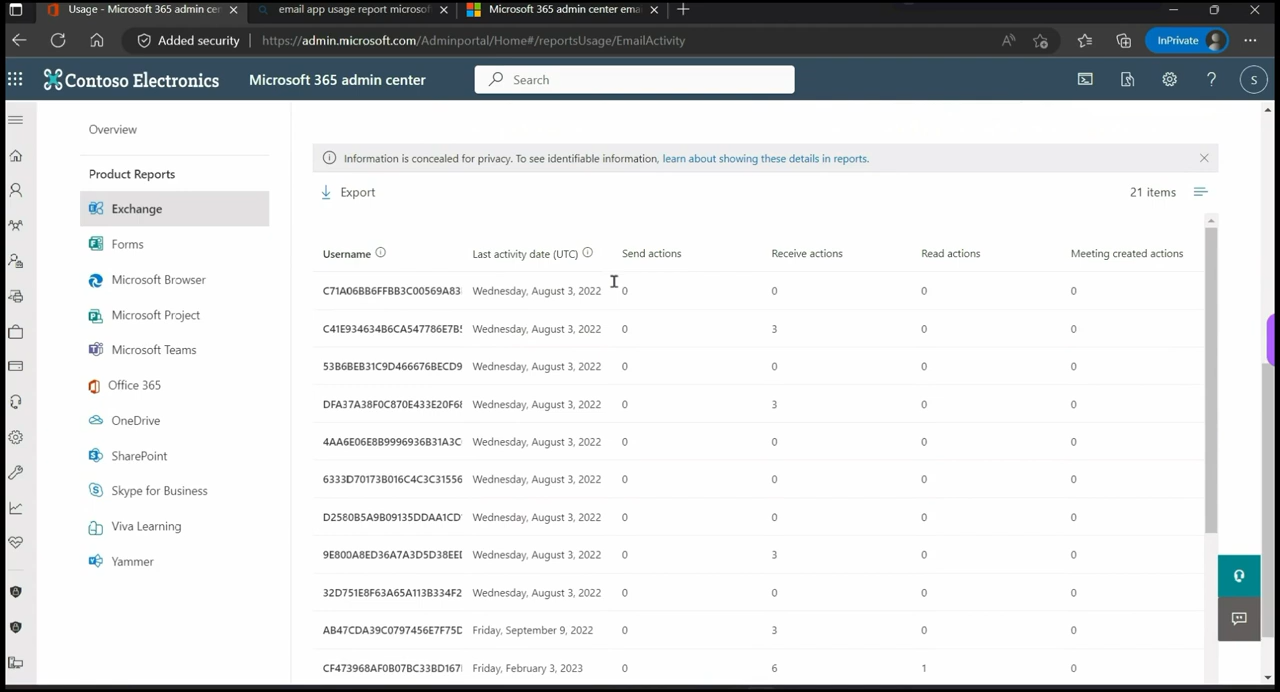 Usage - Microsoft 365 admin cer
email app usage report microsof
Microsoft 365 admin center ema
Added security
https://admin.microsoft.com/Adminportal/Home#/reportsUsage/EmailActivity
InPrivate
Contoso Electronics
Microsoft 365 admin center
Search
S
Overview
Product Reports
Exchange
Forms
Microsoft Browser
Microsoft Project
Microsoft Teams
Office 365
OneDrive
SharePoint
Skype for Business
Viva Learning
Yammer
Information is concealed for privacy. To see identifiable information, learn about showing these details in reports.
Export
21 items
Username Last activity date (UTC) Send actions Receive actions Read actions Meeting created actions
C71A06BB6FFBB3C00569A83 Wednesday, August 3, 2022 0 0 0 0
C41E934634B6CA547786E7B5 Wednesday, August 3, 2022 0 3 0 0
53B6BEB31C9D466676BECD9 Wednesday, August 3, 2022 0 0 0 0
DFA37A38F0C870E433E20F68 Wednesday, August 3, 2022 0 3 0 0
4AA6E06E8B9996936B31A3C Wednesday, August 3, 2022 0 0 0 0
6333D70173B016C4C3C31556 Wednesday, August 3, 2022 0 0 0 0
D2580B5A9B09135DDAA1CD Wednesday, August 3, 2022 0 0 0 0
9E800A8ED36A7A3D5D38EE Wednesday, August 3, 2022 0 3 0 0
32D751E8F63A65A113B334F2 Wednesday, August 3, 2022 0 0 0 0
AB47CDA39C0797456E7F75D Friday, September 9, 2022 0 3 0 0
CF473968AF0B07BC33BD167 Friday, February 3, 2023 0 6 1 0